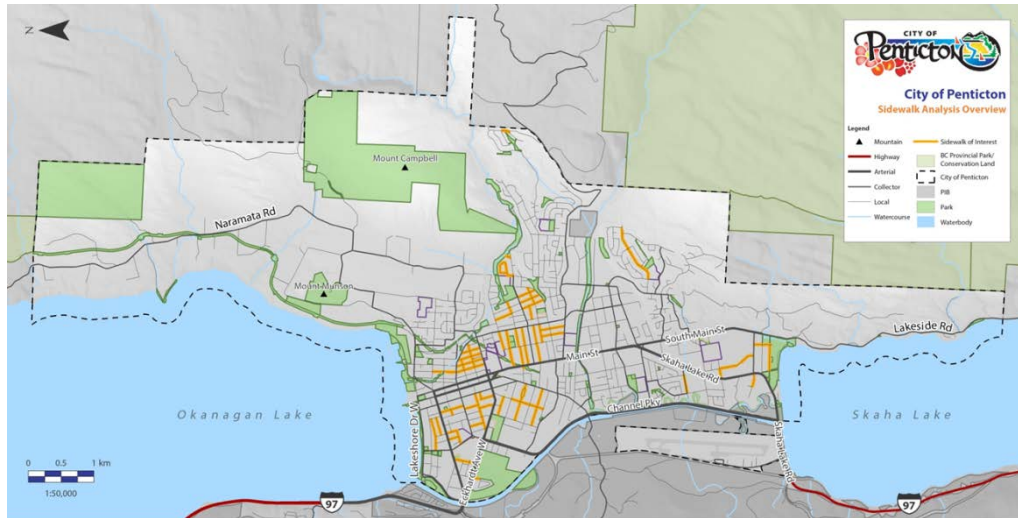 N
CITY OF
Penticton
City of Penticton
Sidewalk Analysis Overview
Legend
Mountain
Highway
Arterial
Collector
Local
Watercourse
Sidewalk of Interest
BC Provincial Park/
Conservation Land
City of Penticton
PIB
Park
Waterbody
Mount Campbell
Naramata Rd
Mount Munson
Lakeside Rd
South Main St
Main St
Skaha Lake Rd
Channel Pky
Okanagan Lake
Skaha Lake
Lakeshore Dr W
Eckhardt Ave W
Skaha Lake Rd
0 0.5 1 km
1:50,000
97
97